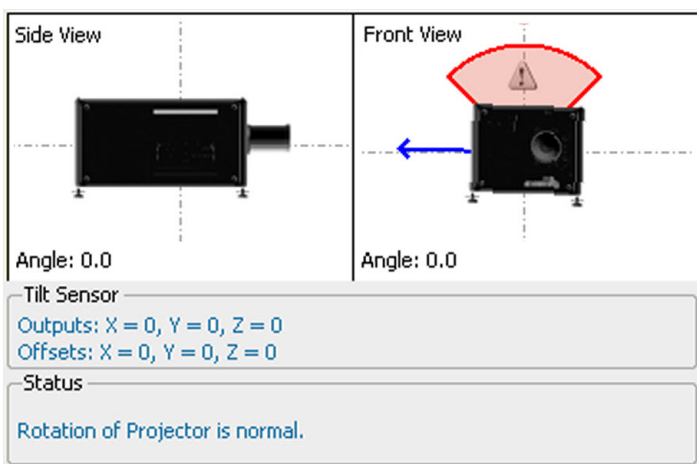 Side View
Front View
Angle: 0.0
Angle: 0.0
Tilt Sensor
Outputs: X = 0, Y = 0, Z = 0
Offsets: X = 0, Y = 0, Z = 0
Status
Rotation of Projector is normal.